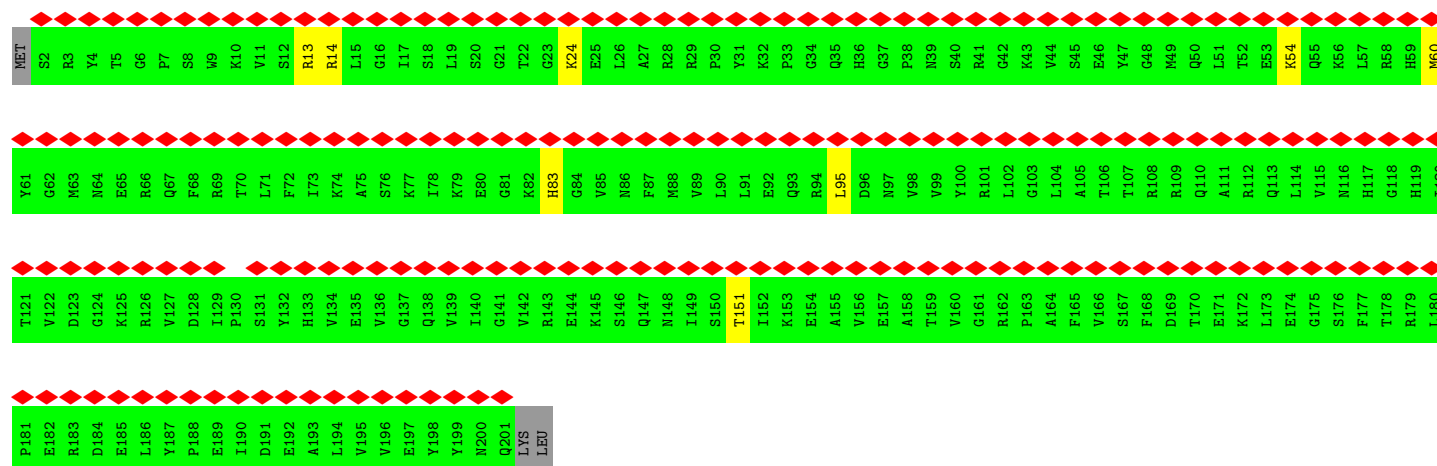 MET S2 R3 Y4 T5 G6 P7 S8 W9 K10 V11 S12 R13 R14 L15 G16 I17 S18 L19 S20 G21 T22 G23 K24 E25 L26 A27 R28 R29 P30 Y31 K32 P33 G34 Q35 H36 G37 P38 N39 S40 R41 G42 K43 V44 S45 E46 Y47 G48 M49 Q50 L51 T52 E53 K54 Q55 K56 L57 R58 H59 M60
Y61 G62 M63 N64 E65 R66 Q67 F68 R69 T70 L71 F72 I73 K74 A75 S76 K77 I78 K79 E80 G81 K82 H83 G84 V85 N86 F87 M88 V89 L90 L91 E92 Q93 R94 L95 D96 N97 V98 V99 Y100 R101 L102 G103 L104 A105 T106 T107 R108 R109 Q110 A111 R112 Q113 L114 V115 N116 H117 G118 H119
T121 V122 D123 G124 K125 R126 V127 D128 I129 P130 S131 Y132 H133 V134 E135 V136 G137 Q138 V139 I140 G141 V142 R143 E144 K145 S146 Q147 N148 I149 S150 T151 I152 K153 E154 A155 V156 E157 A158 T159 V160 G161 R162 P163 A164 F165 V166 S167 F168 D169 T170 E171 K172 L173 E174 G175 S176 F177 T178 R179 L180
P181 E182 R183 D184 E185 L186 Y187 P188 E189 I190 D191 E192 A193 L194 V195 V196 E197 Y198 Y199 N200 Q201 LYS LEU